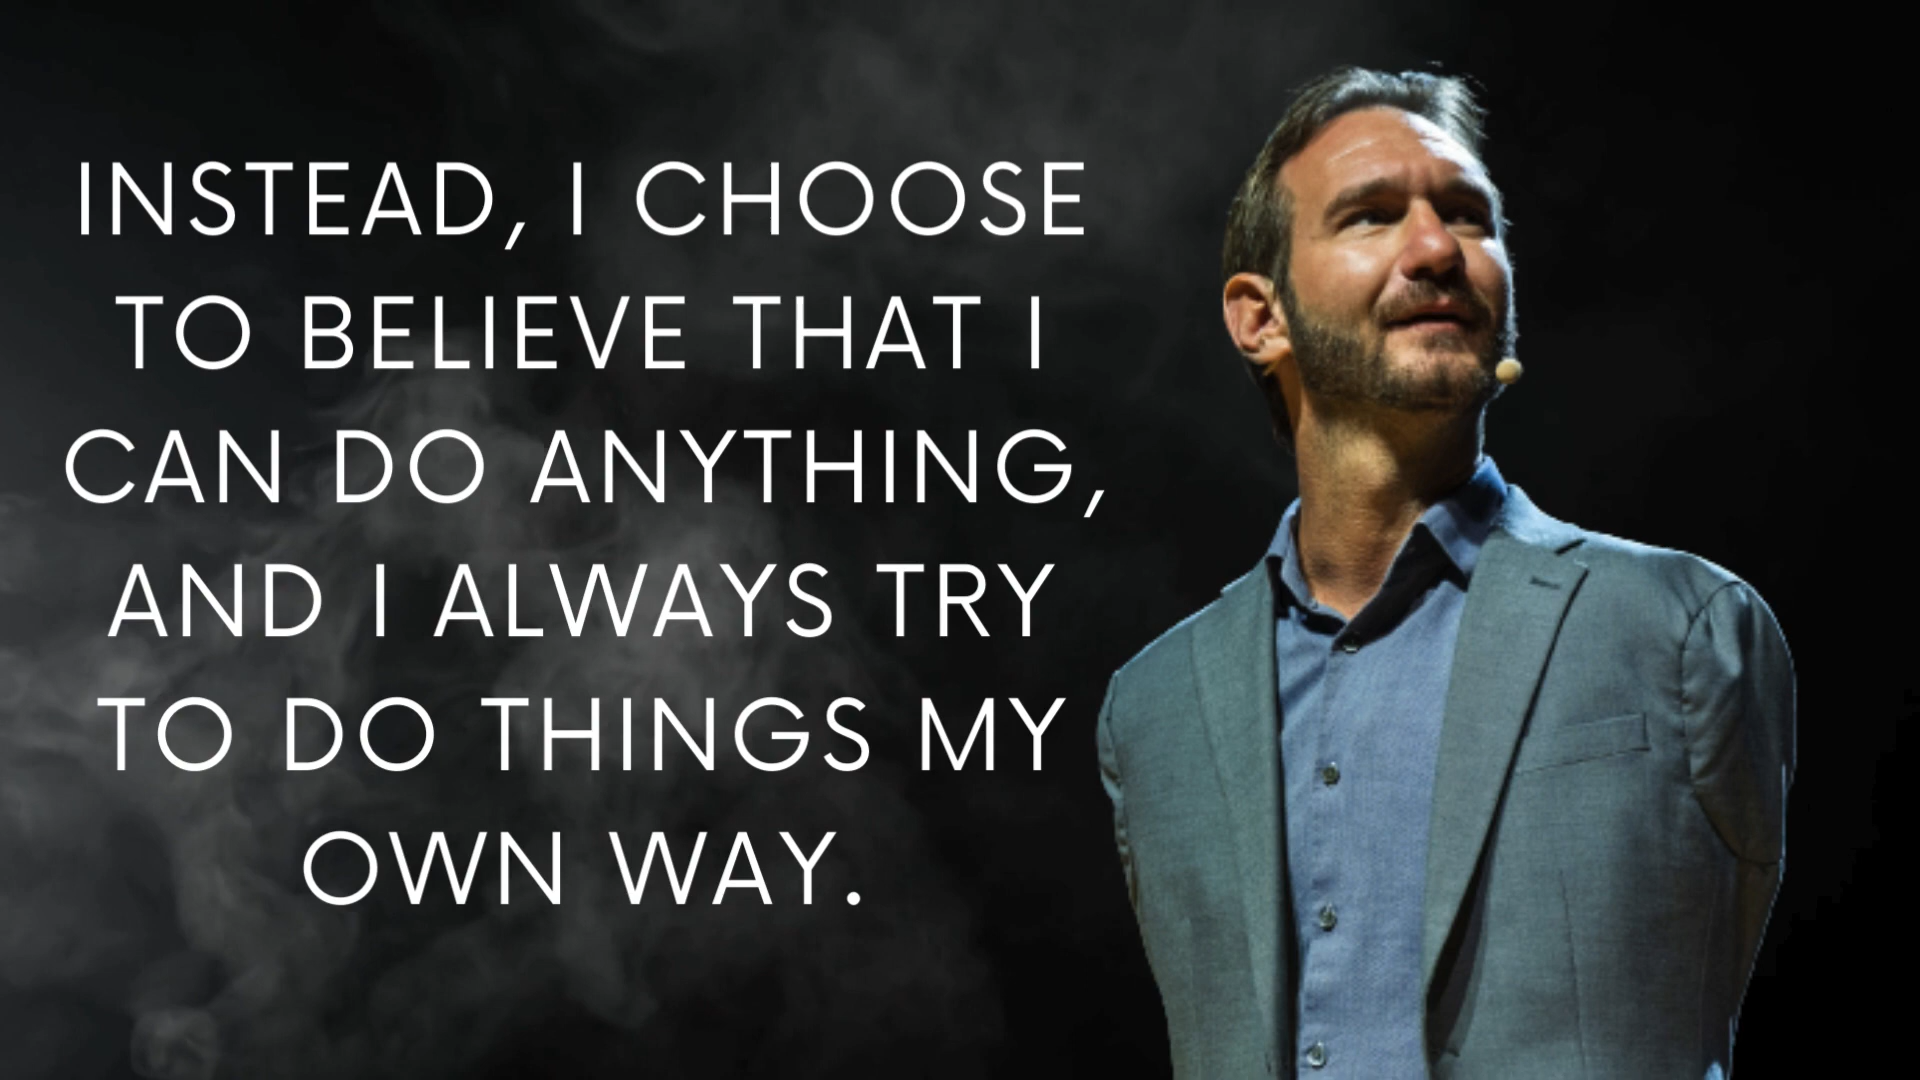 INSTEAD, I CHOOSE
TO BELIEVE THAT I
CAN DO ANYTHING,
AND I ALWAYS TRY
TO DO THINGS MY
OWN WAY.